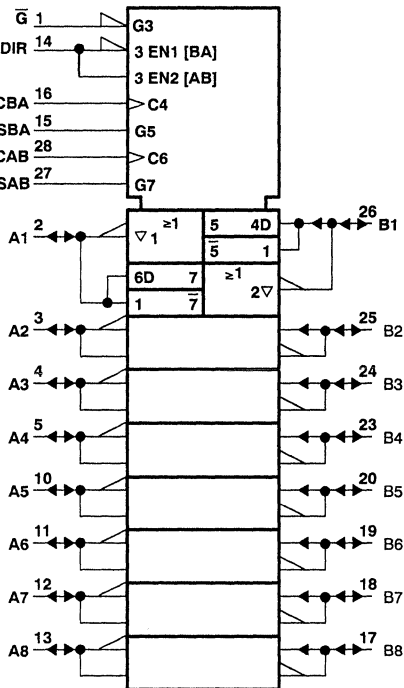 G̅ 1 G3
DIR 14 3 EN1 [BA]
3 EN2 [AB]
CBA 16 C4
SBA 15 G5
CAB 28 C6
SAB 27 G7
A1 2 ≥1 5 4D 26 B1
▽1 5̅ 1
6D 7 ≥1
1 7̅ 2▽
A2 3 25 B2
A3 4 24 B3
A4 5 23 B4
A5 10 20 B5
A6 11 19 B6
A7 12 18 B7
A8 13 17 B8